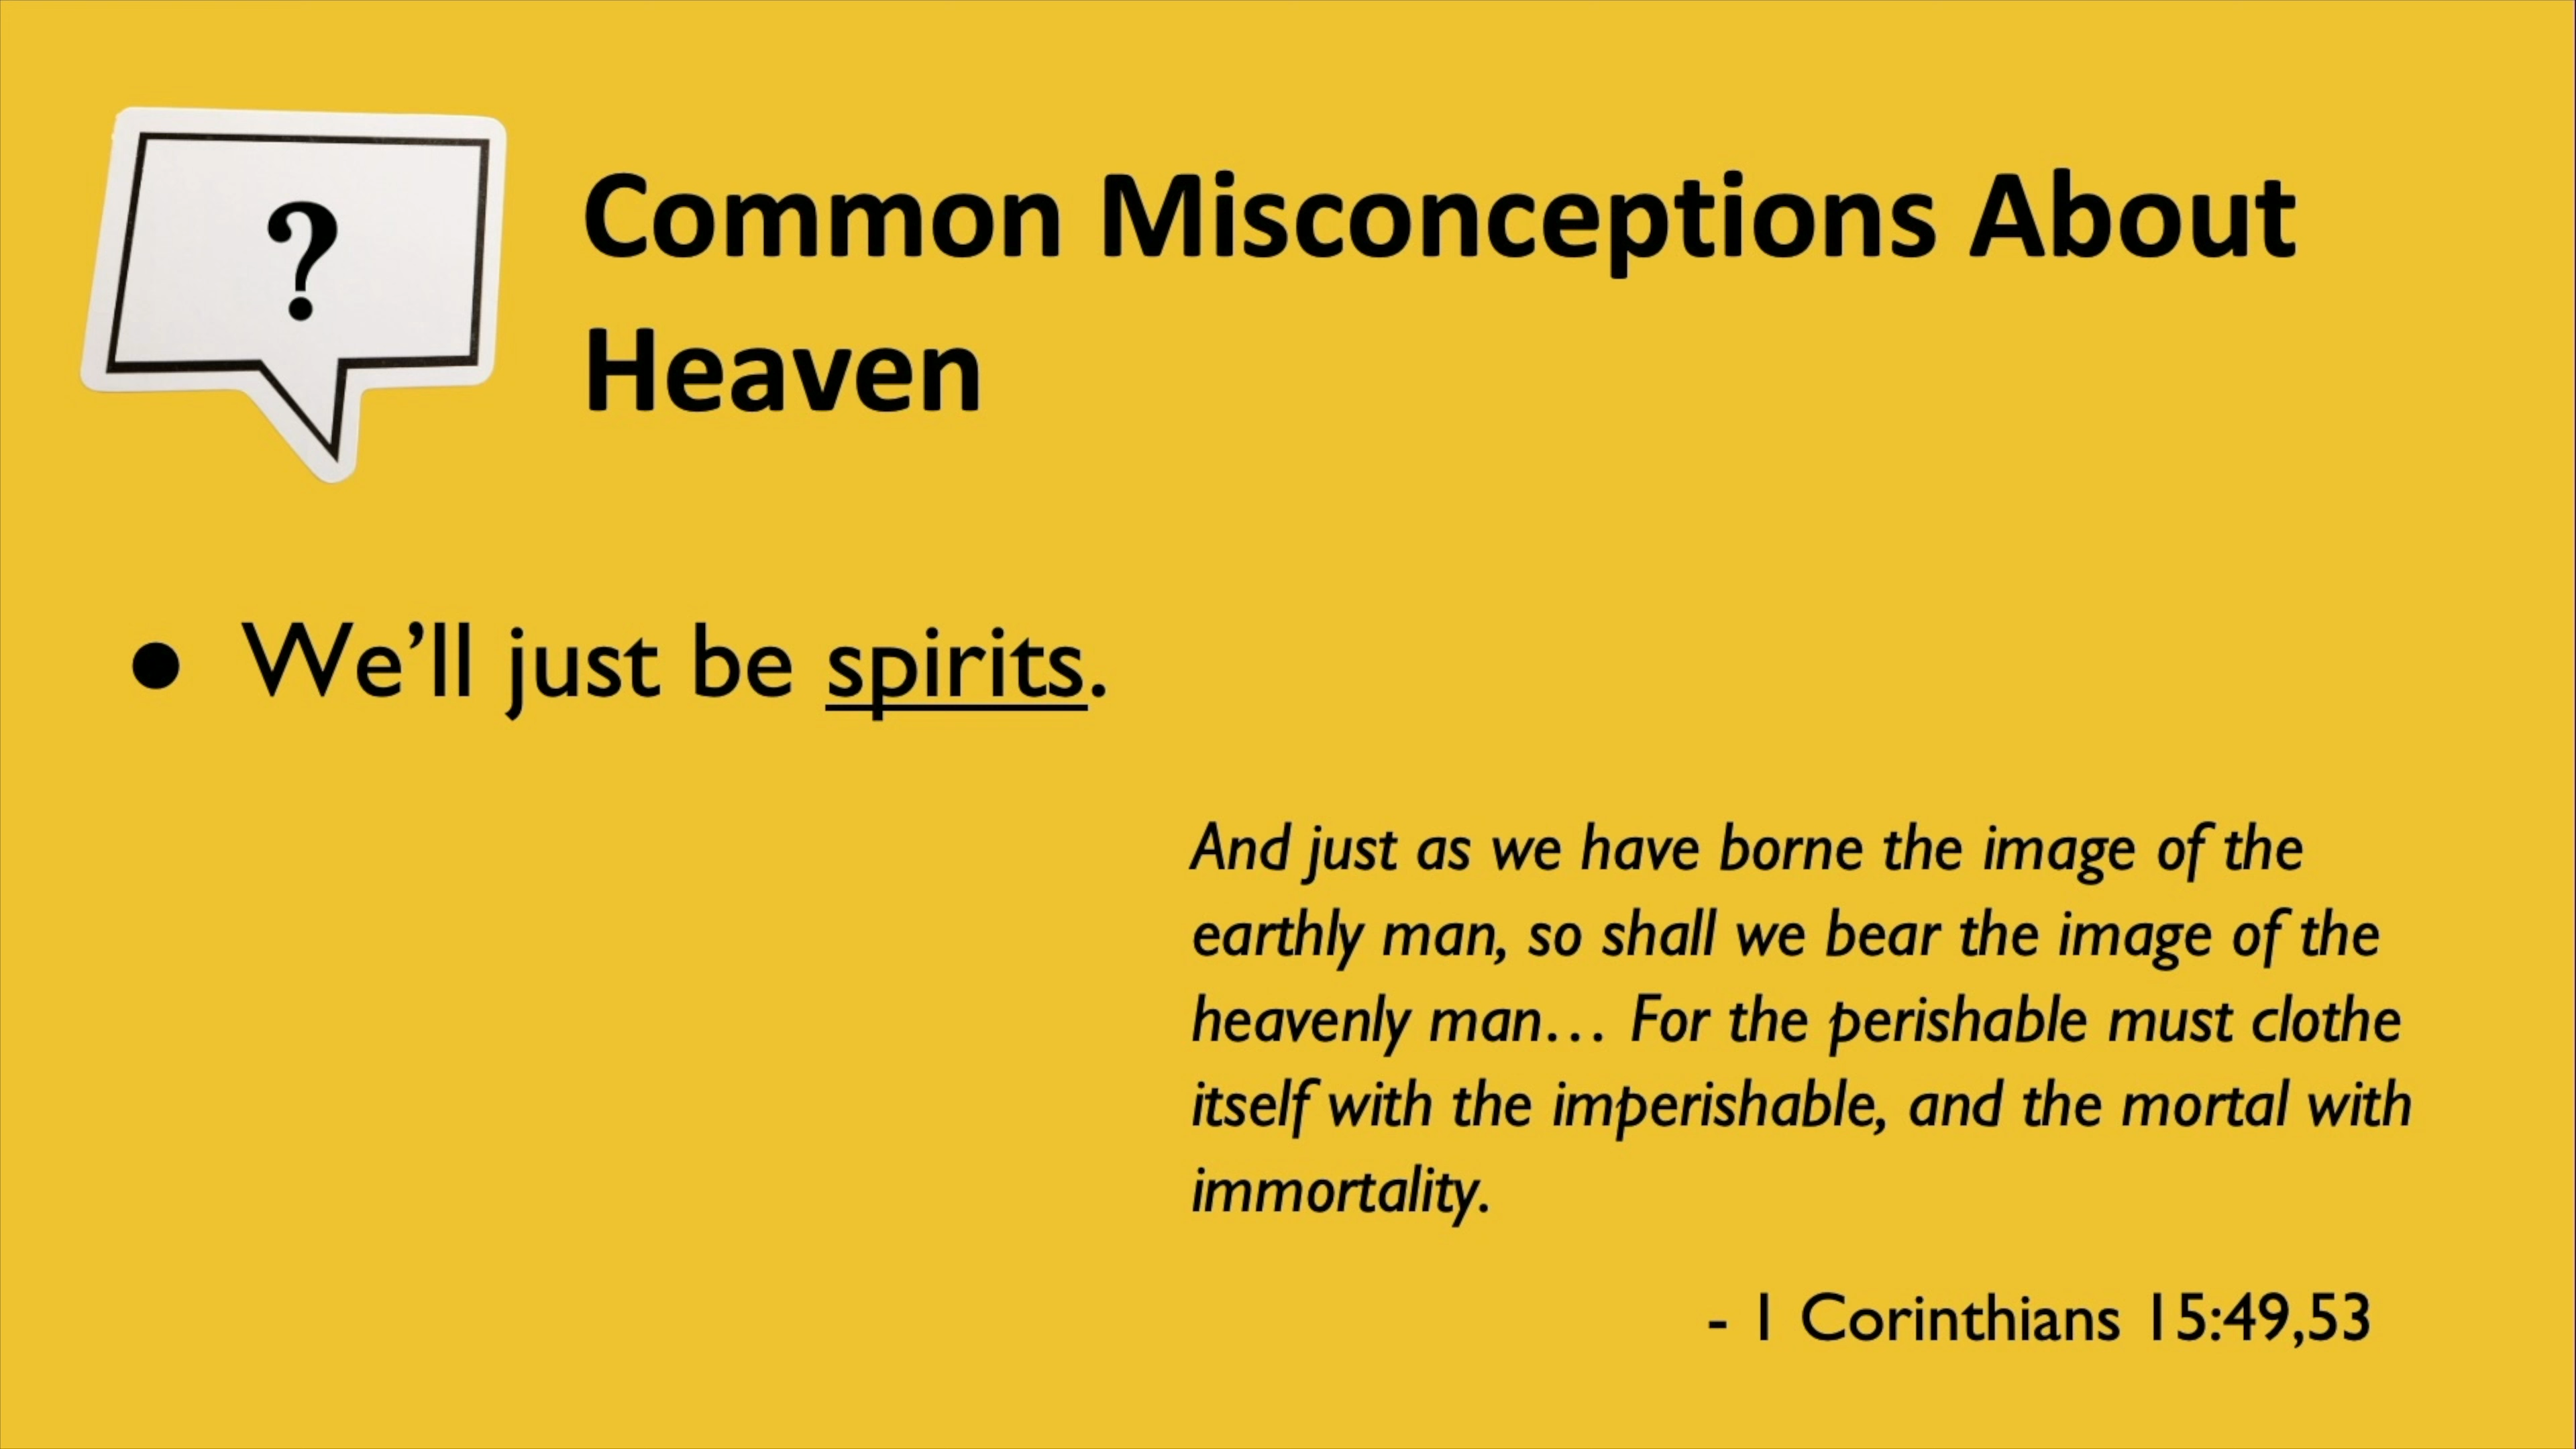 ?
Common Misconceptions About
Heaven
● We’ll just be spirits.
And just as we have borne the image of the
earthly man, so shall we bear the image of the
heavenly man… For the perishable must clothe
itself with the imperishable, and the mortal with
immortality.
- 1 Corinthians 15:49,53